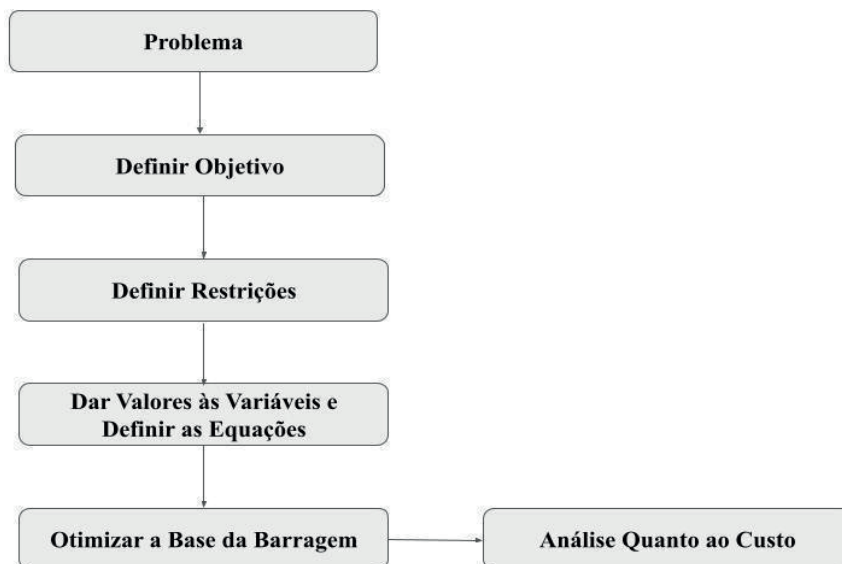 Problema
Definir Objetivo
Definir Restrições
Dar Valores às Variáveis e
Definir as Equações
Otimizar a Base da Barragem
Análise Quanto ao Custo